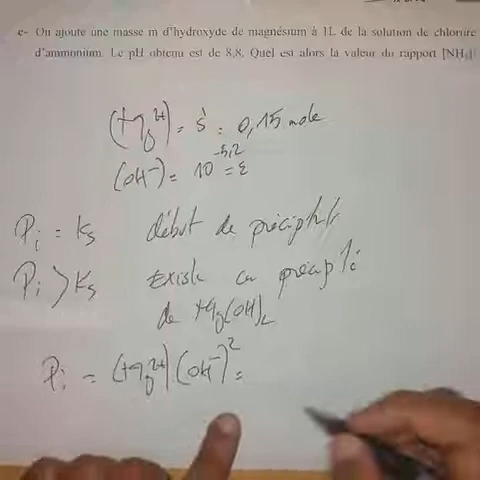 c- On ajoute une masse m d'hydroxyde de magnésium à 1L de la solution de chlorure
d'ammonium. Le pH obtenu est de 8,8. Quel est alors la valeur du rapport [NH₃]/
(Mg²⁺) = s' = 0,15 mole
(OH⁻) = 10^-5,2 = ε
Pi = Ks début de précipité
Pi > Ks Existe un précipité
de Mg(OH)₂
Pi = (Mg²⁺)(OH⁻)² =